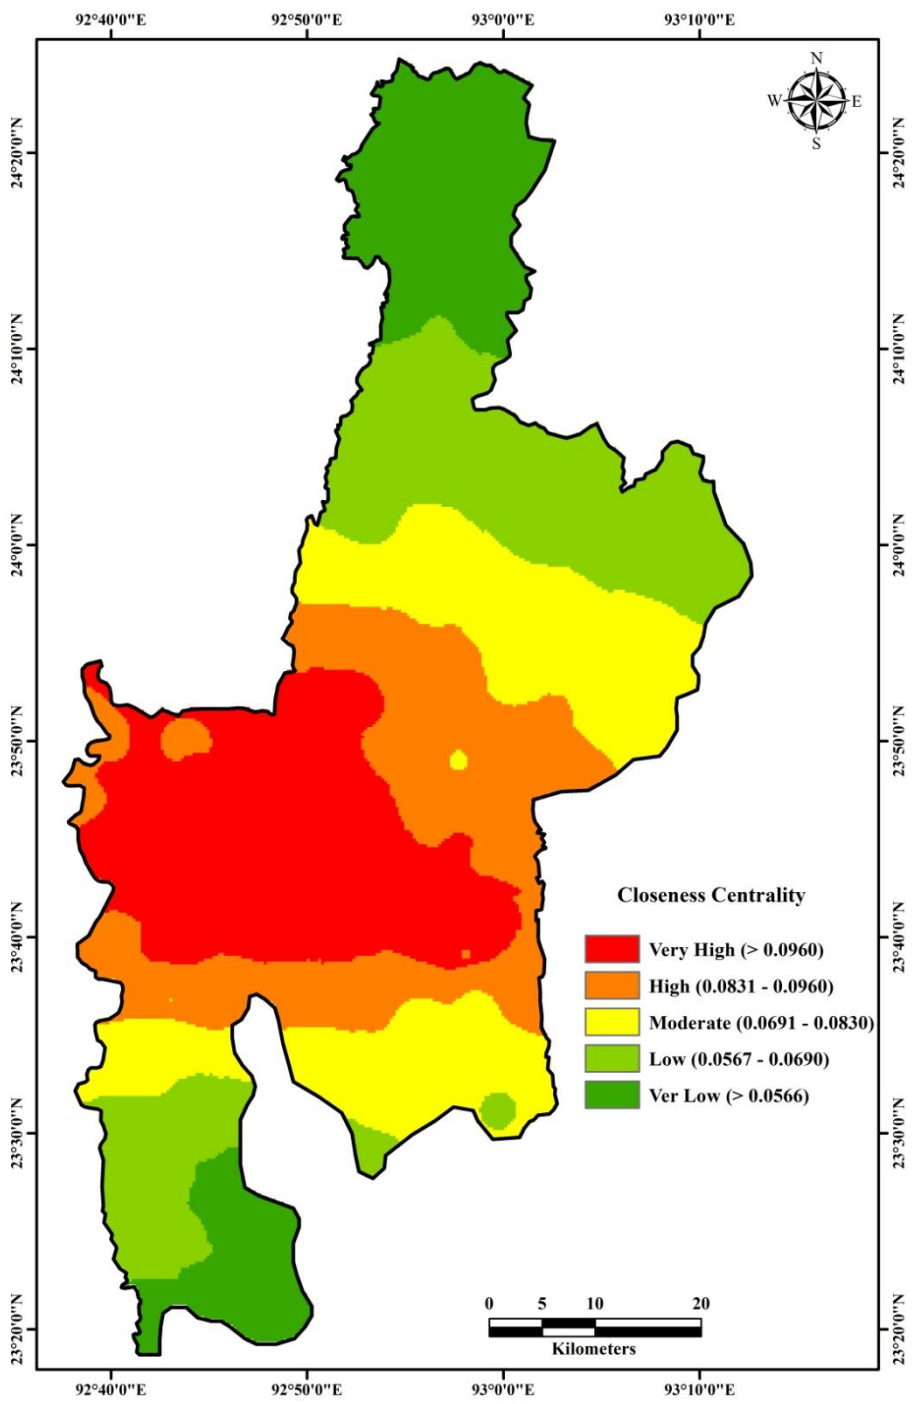 92°40'0"E 92°50'0"E 93°0'0"E 93°10'0"E
N
W E
S
24°20'0"N 24°20'0"N
24°10'0"N 24°10'0"N
24°0'0"N 24°0'0"N
23°50'0"N 23°50'0"N
Closeness Centrality
23°40'0"N 23°40'0"N
Very High (> 0.0960)
High (0.0831 - 0.0960)
Moderate (0.0691 - 0.0830)
Low (0.0567 - 0.0690)
Ver Low (> 0.0566)
23°30'0"N 23°30'0"N
0 5 10 20
Kilometers
23°20'0"N 23°20'0"N
92°40'0"E 92°50'0"E 93°0'0"E 93°10'0"E